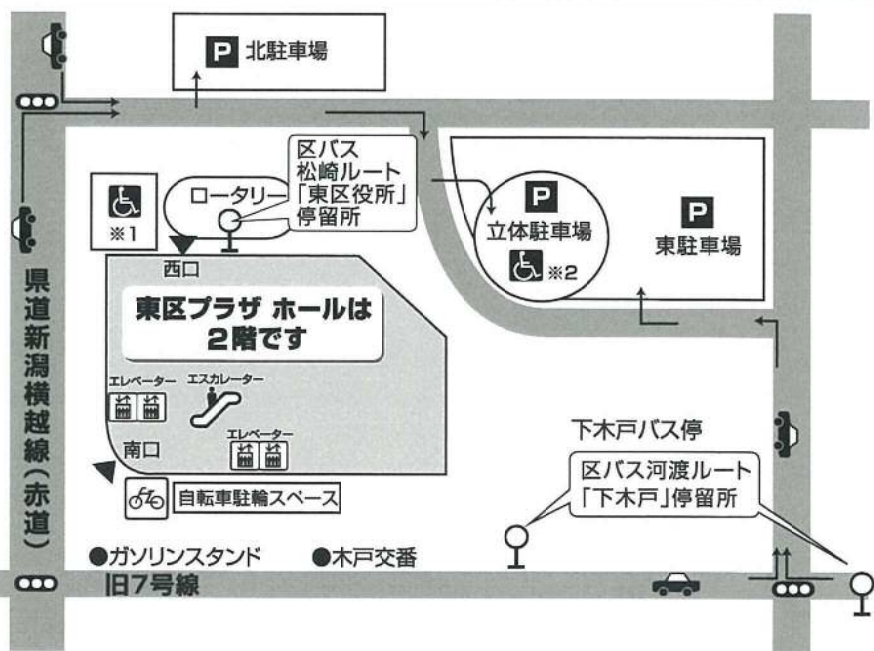 P 北駐車場
区バス
松崎ルート
「東区役所」
停留所
ロータリー
※1
P
立体駐車場
※2
P
東駐車場
西口
東区プラザ ホールは
2階です
県道新潟横越線(赤道)
エレベーター
エスカレーター
エレベーター
南口
自転車駐輪スペース
下木戸バス停
区バス河渡ルート
「下木戸」停留所
●ガソリンスタンド
●木戸交番
旧7号線